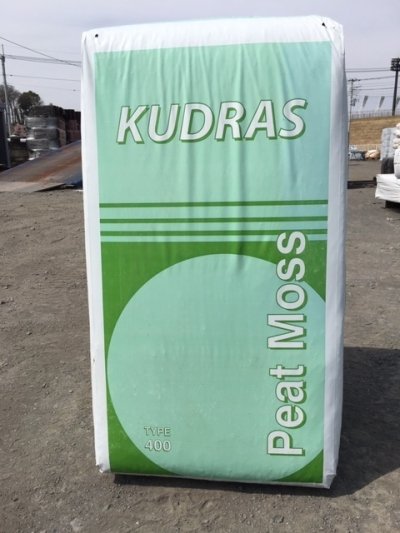 KUDRAS
Peat Moss
TYPE
400